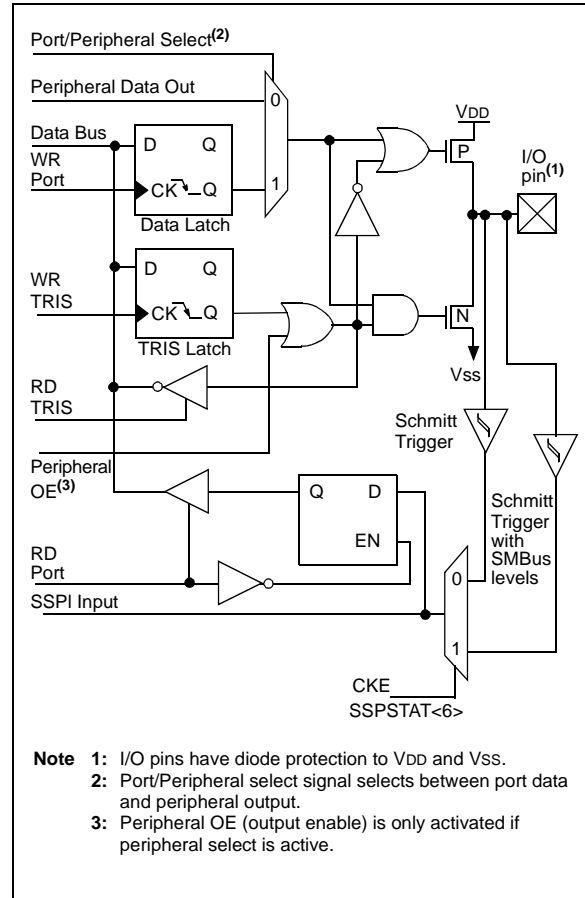 Port/Peripheral Select(2)
Peripheral Data Out
0
1
Data Bus
WR
Port
D Q
CK Q
Data Latch
VDD
P
I/O
pin(1)
WR
TRIS
D Q
CK Q
TRIS Latch
N
Vss
RD
TRIS
Schmitt
Trigger
Peripheral
OE(3)
Q D
EN
Schmitt
Trigger
with
SMBus
levels
RD
Port
SSPI Input
0
1
CKE
SSPSTAT<6>
Note 1: I/O pins have diode protection to VDD and VSS.
2: Port/Peripheral select signal selects between port data
and peripheral output.
3: Peripheral OE (output enable) is only activated if
peripheral select is active.